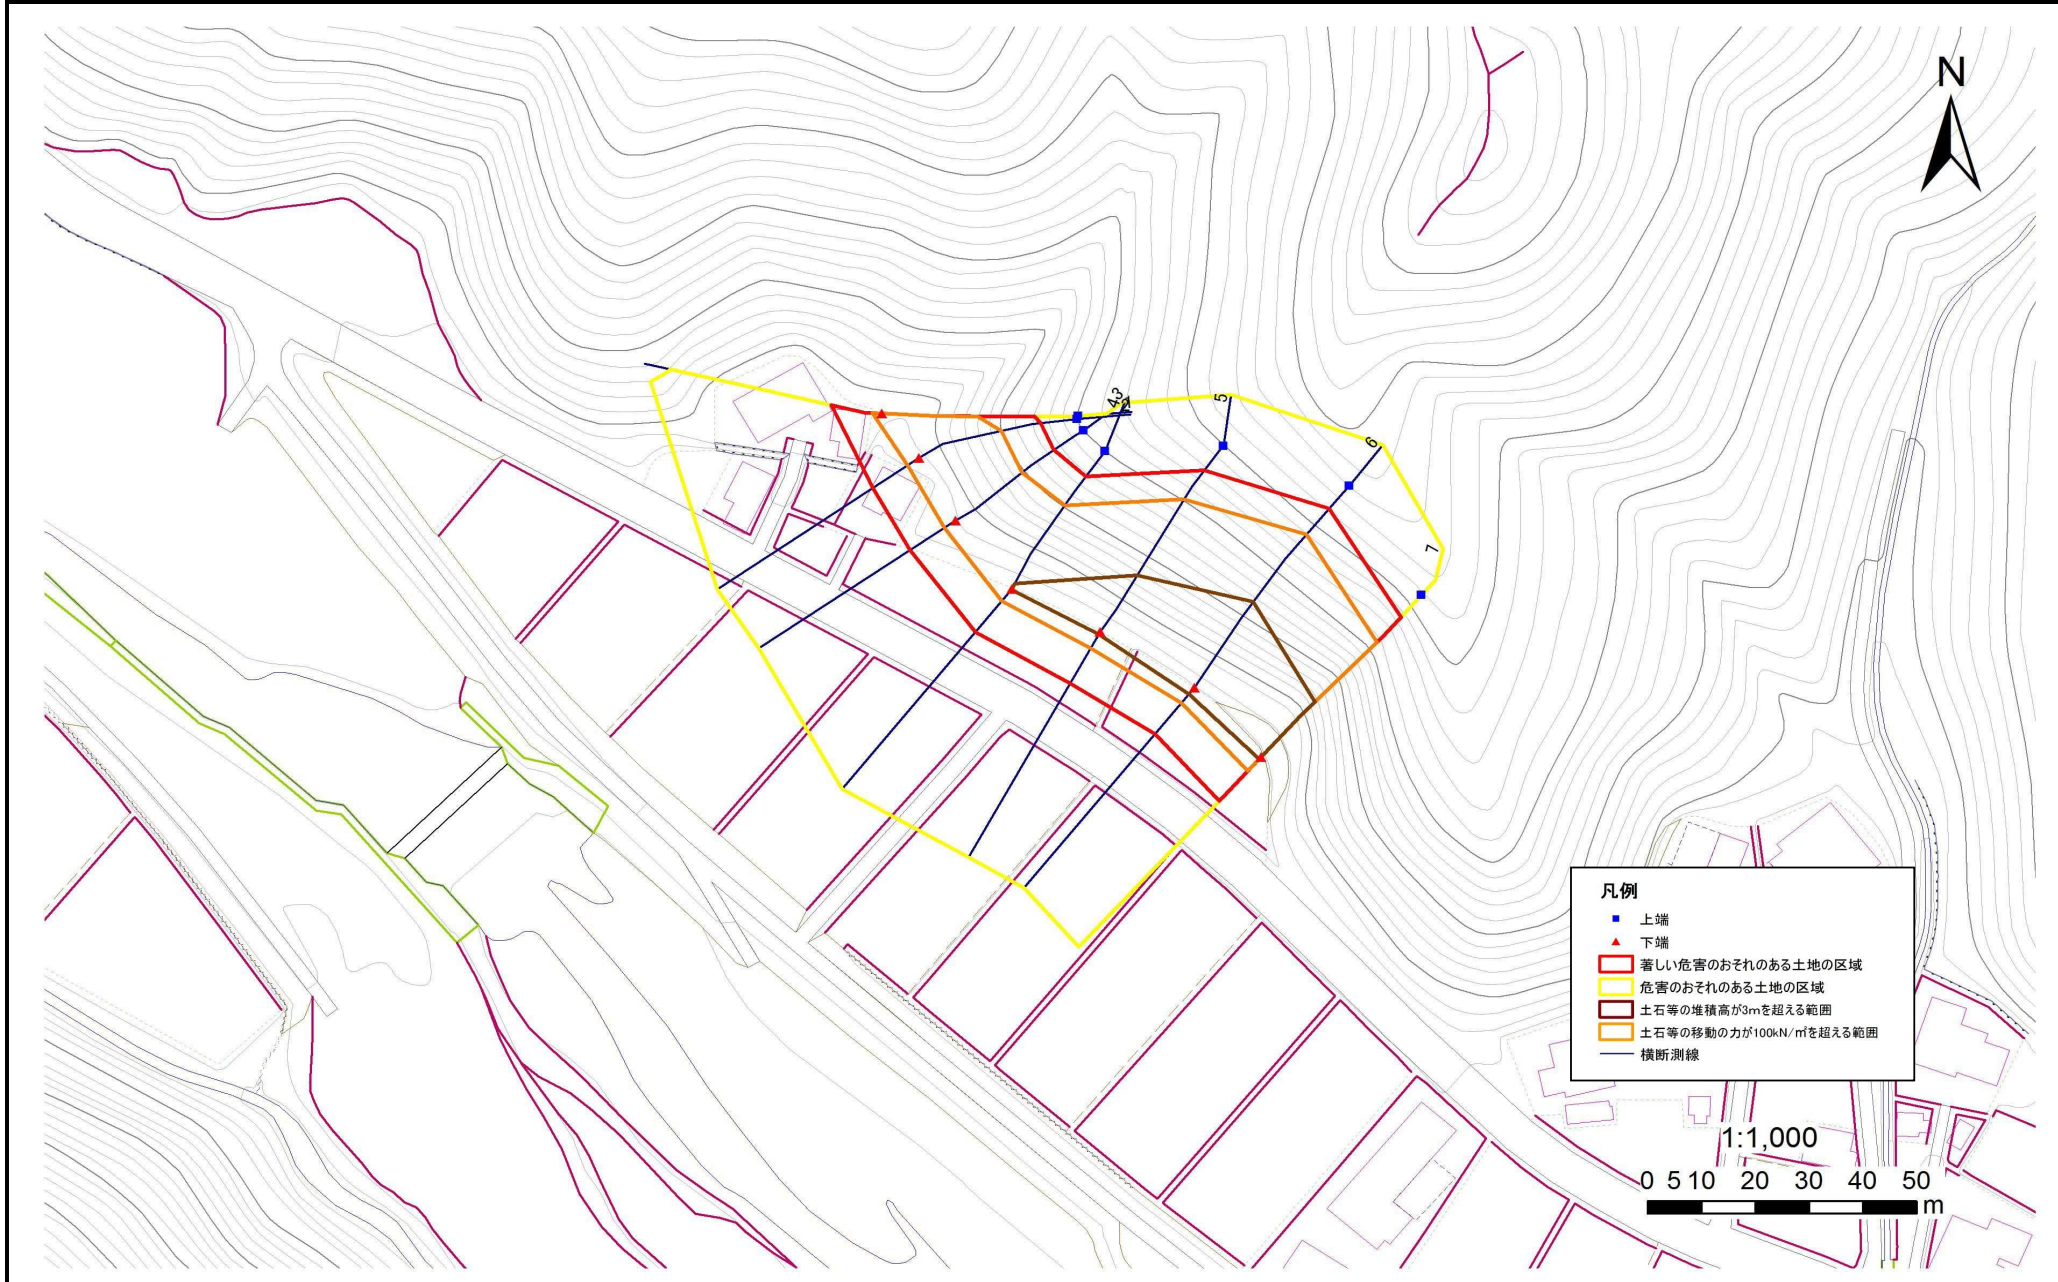 N
43
5
6
7
凡例
上端
下端
著しい危害のおそれのある土地の区域
危害のおそれのある土地の区域
土石等の堆積高が3mを超える範囲
土石等の移動の力が100kN/㎡を超える範囲
横断測線
1:1,000
0 5 10 20 30 40 50
m